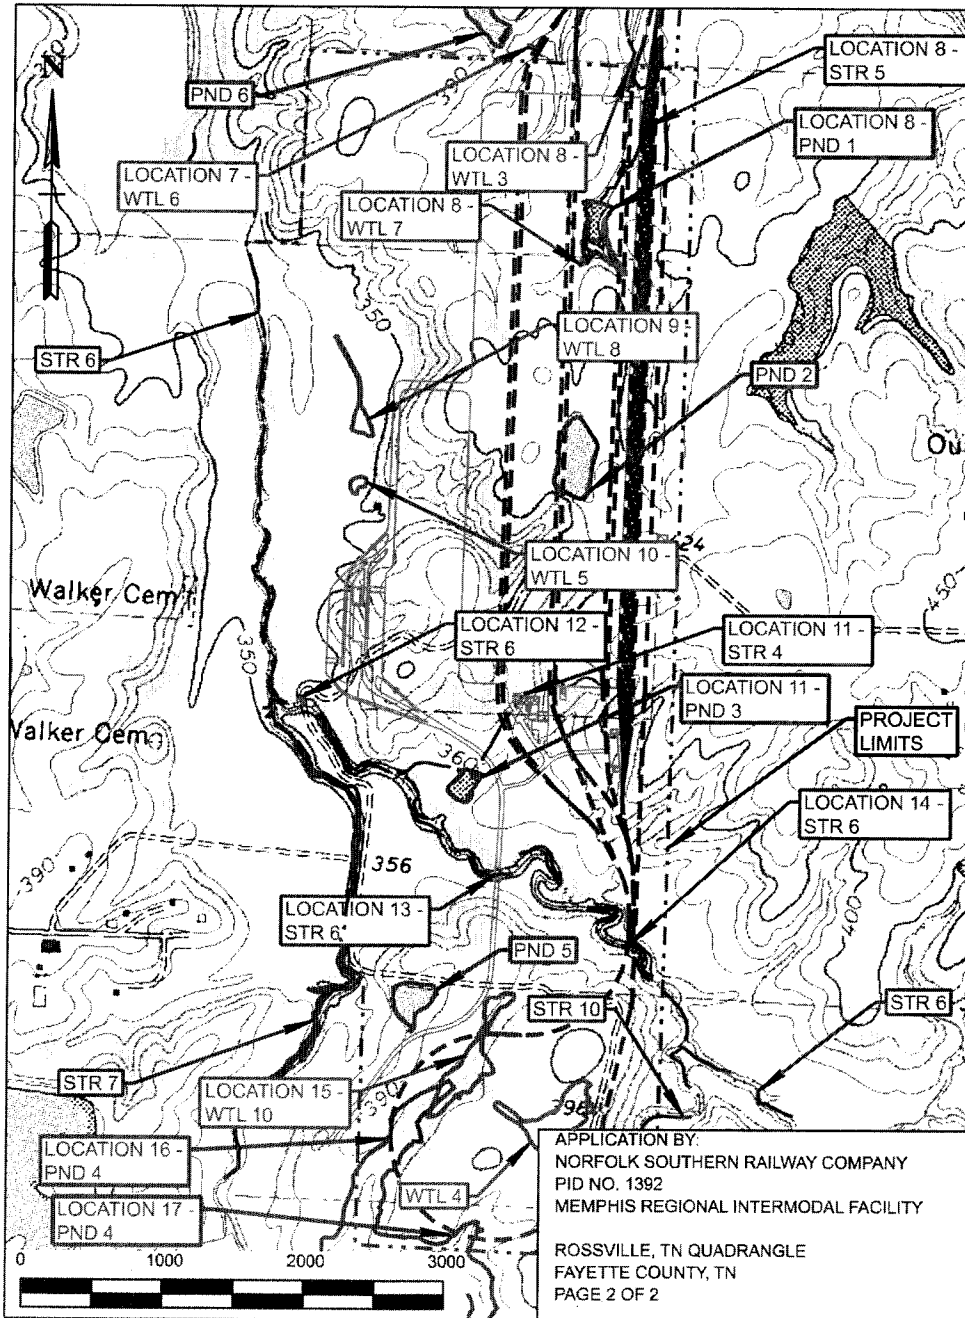 N
350
PND 6
LOCATION 8 -
STR 5
LOCATION 8 -
PND 1
LOCATION 8 -
WTL 3
LOCATION 7 -
WTL 6
LOCATION 8 -
WTL 7
350
LOCATION 9
WTL 8
STR 6
PND 2
Ou
24
LOCATION 10 -
WTL 5
Walker Cem
450
LOCATION 12 -
STR 6
LOCATION 11 -
STR 4
350
LOCATION 11 -
PND 3
Walker Cem
PROJECT
LIMITS
360
LOCATION 14 -
STR 6
356
390
LOCATION 13 -
STR 6
400
PND 5
STR 10
STR 6
STR 7
LOCATION 15 -
WTL 10
390
396
LOCATION 16 -
PND 4
WTL 4
LOCATION 17 -
PND 4
0 1000 2000 3000
APPLICATION BY:
NORFOLK SOUTHERN RAILWAY COMPANY
PID NO. 1392
MEMPHIS REGIONAL INTERMODAL FACILITY
ROSSVILLE, TN QUADRANGLE
FAYETTE COUNTY, TN
PAGE 2 OF 2